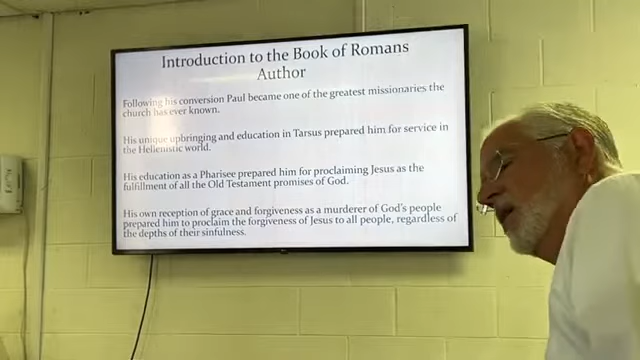 Introduction to the Book of Romans
Author
Following his conversion Paul became one of the greatest missionaries the
church has ever known.
His unique upbringing and education in Tarsus prepared him for service in
the Hellenistic world.
His education as a Pharisee prepared him for proclaiming Jesus as the
fulfillment of all the Old Testament promises of God.
His own reception of grace and forgiveness as a murderer of God's people
prepared him to proclaim the forgiveness of Jesus to all people, regardless of
the depths of their sinfulness.